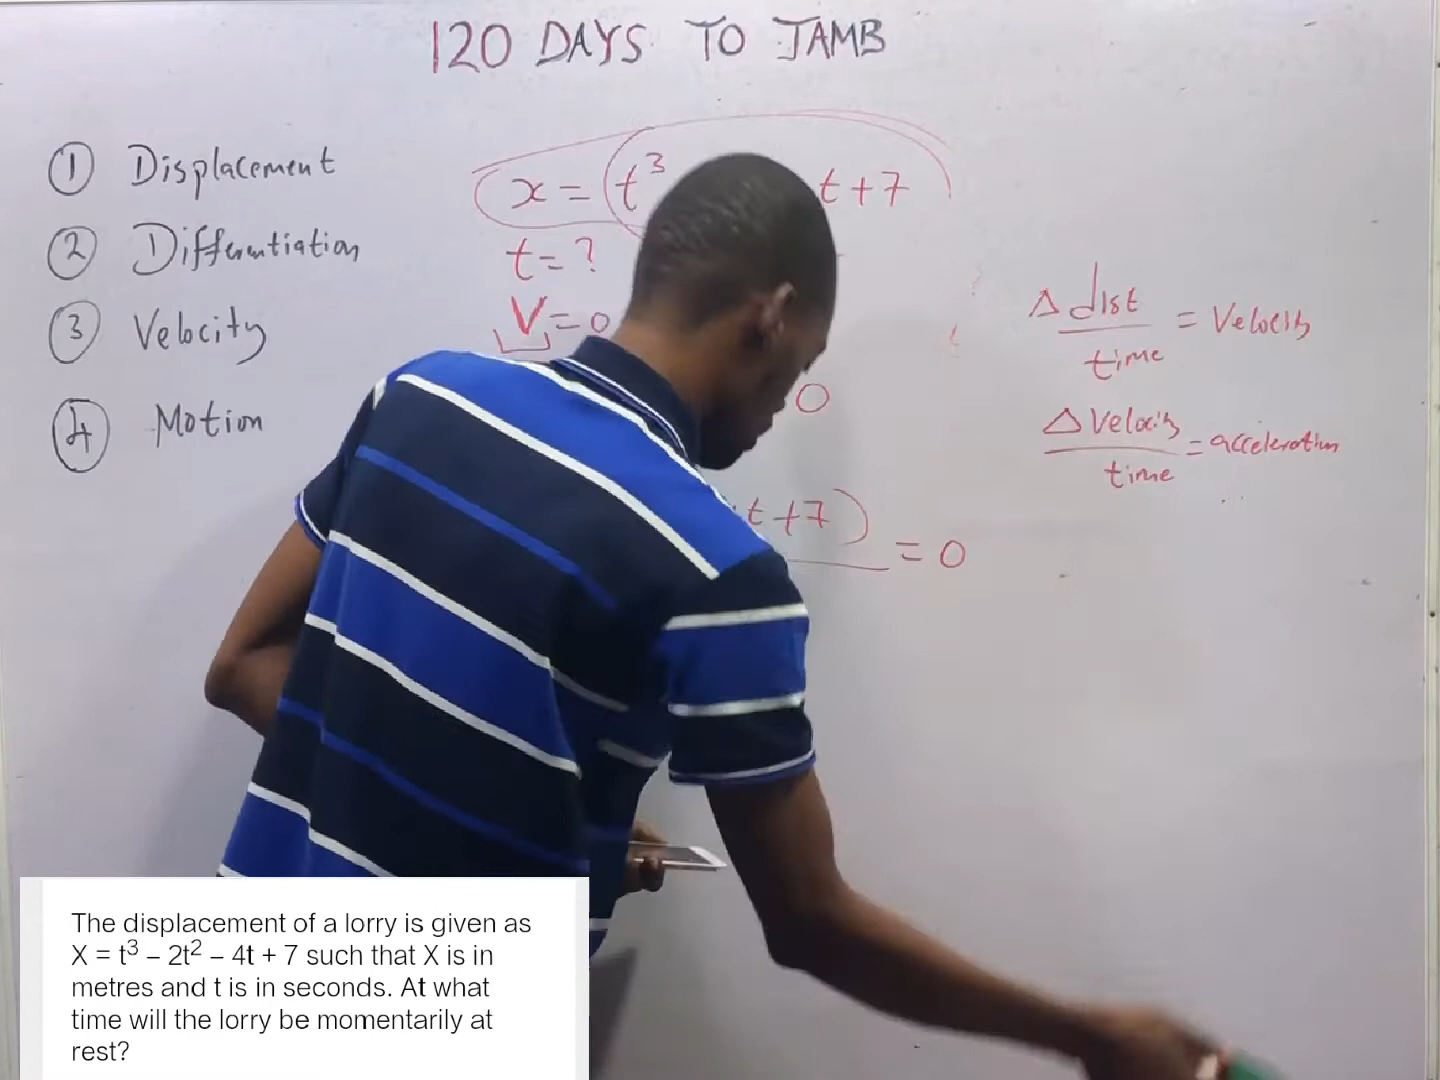 120 DAYS TO JAMB
① Displacement
② Differentiation
③ Velocity
④ Motion
x = t³ t + 7
t = ?
V = 0
0
t + 7 ) = 0
Δ dist / time = Velocity
Δ Velocity / time = acceleration
The displacement of a lorry is given as
X = t³ – 2t² – 4t + 7 such that X is in
metres and t is in seconds. At what
time will the lorry be momentarily at
rest?